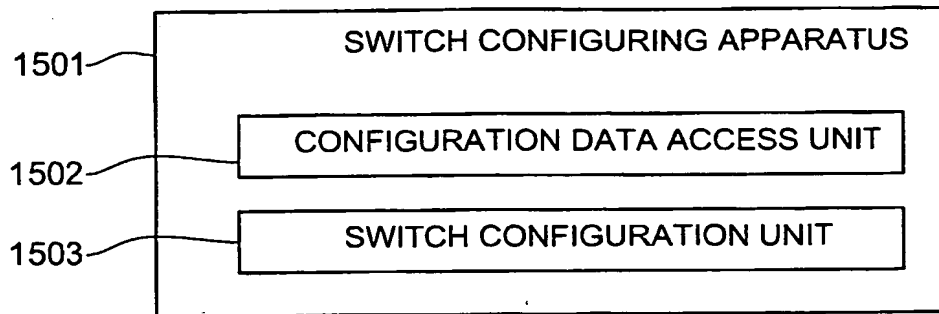 SWITCH CONFIGURING APPARATUS
1501
CONFIGURATION DATA ACCESS UNIT
1502
SWITCH CONFIGURATION UNIT
1503